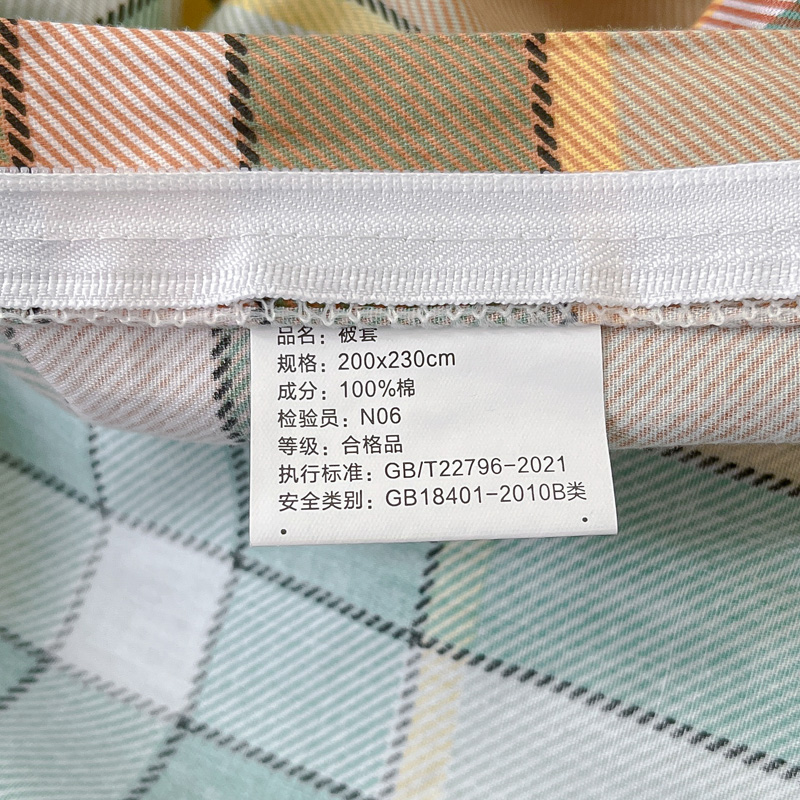 品名：被套
规格：200x230cm
成分：100%棉
检验员：N06
等级：合格品
执行标准：GB/T22796-2021
安全类别：GB18401-2010B类